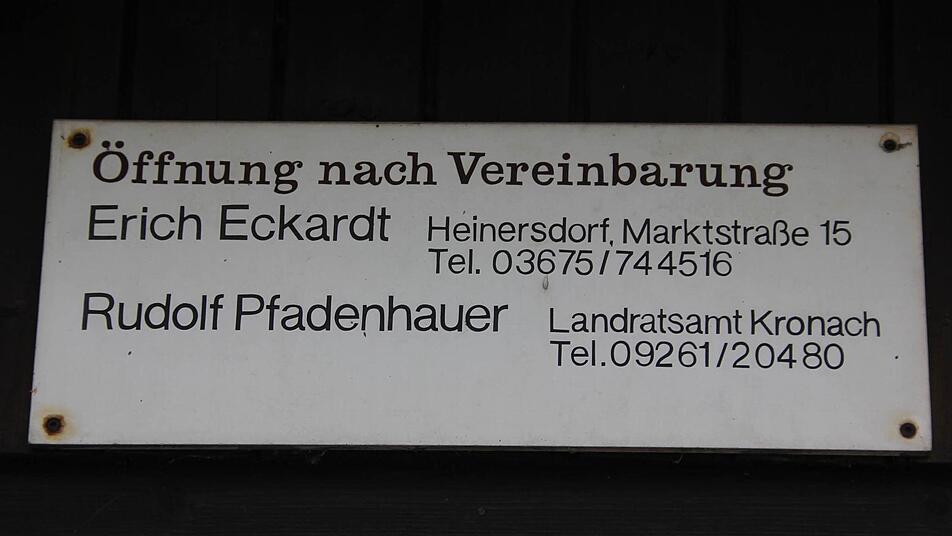 Öffnung nach Vereinbarung
Erich Eckardt Heinersdorf, Marktstraße 15
Tel. 03675/744516
Rudolf Pfadenhauer Landratsamt Kronach
Tel.09261/20480